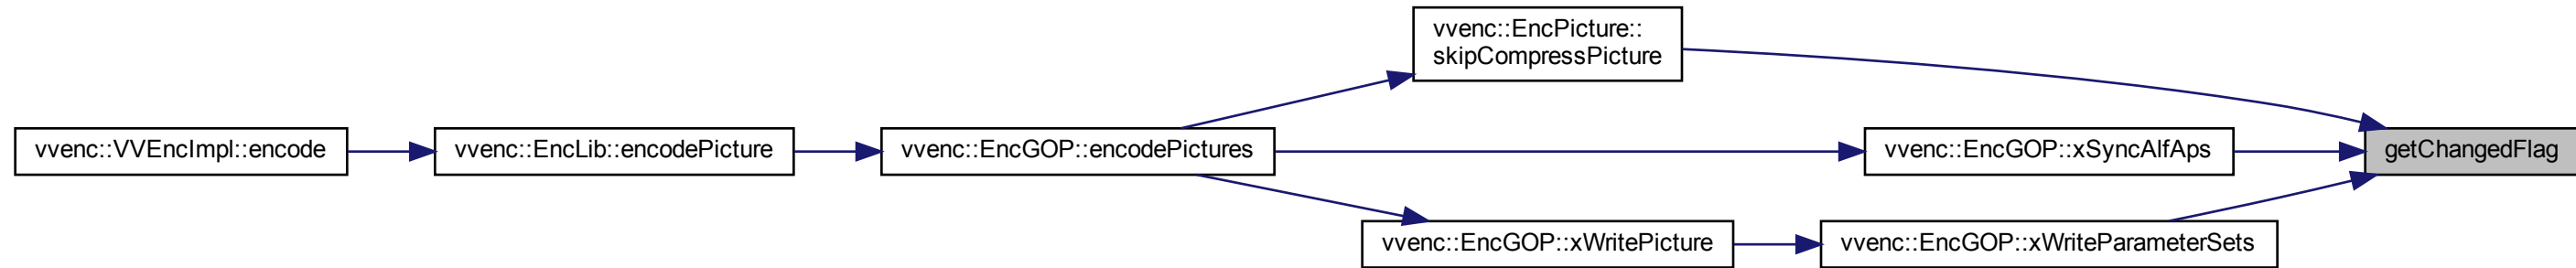 vvenc::EncPicture::
skipCompressPicture
vvenc::VVEncImpl::encode
vvenc::EncLib::encodePicture
vvenc::EncGOP::encodePictures
vvenc::EncGOP::xSyncAlfAps
getChangedFlag
vvenc::EncGOP::xWritePicture
vvenc::EncGOP::xWriteParameterSets